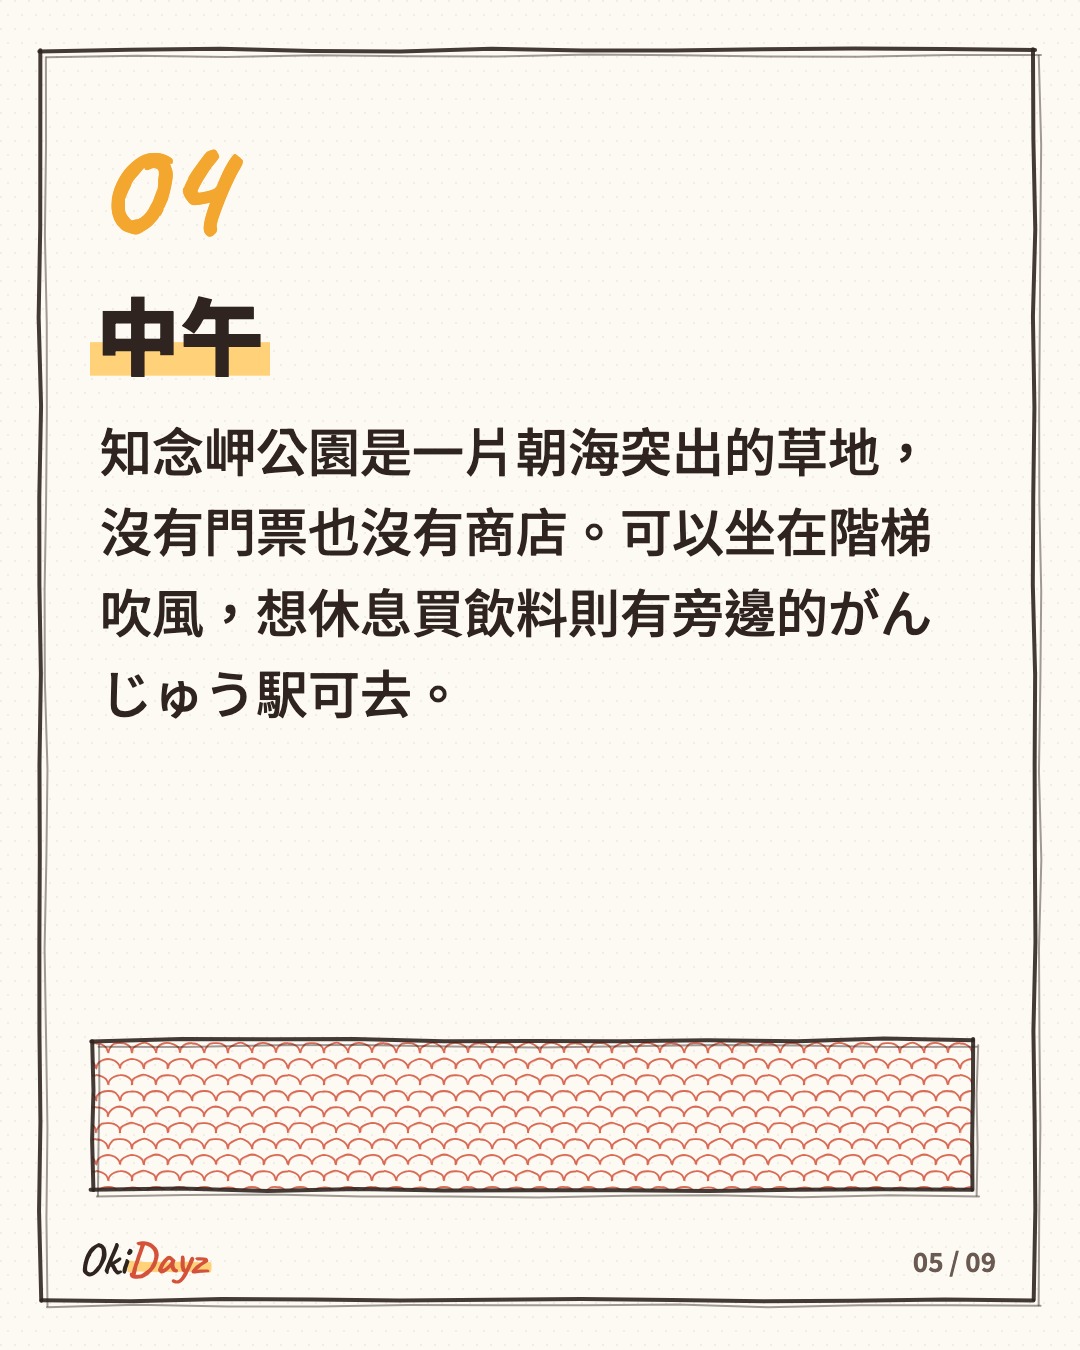 04
中午
知念岬公園是一片朝海突出的草地，
沒有門票也沒有商店。可以坐在階梯
吹風，想休息買飲料則有旁邊的がん
じゅう駅可去。
OkiDayz
05 / 09